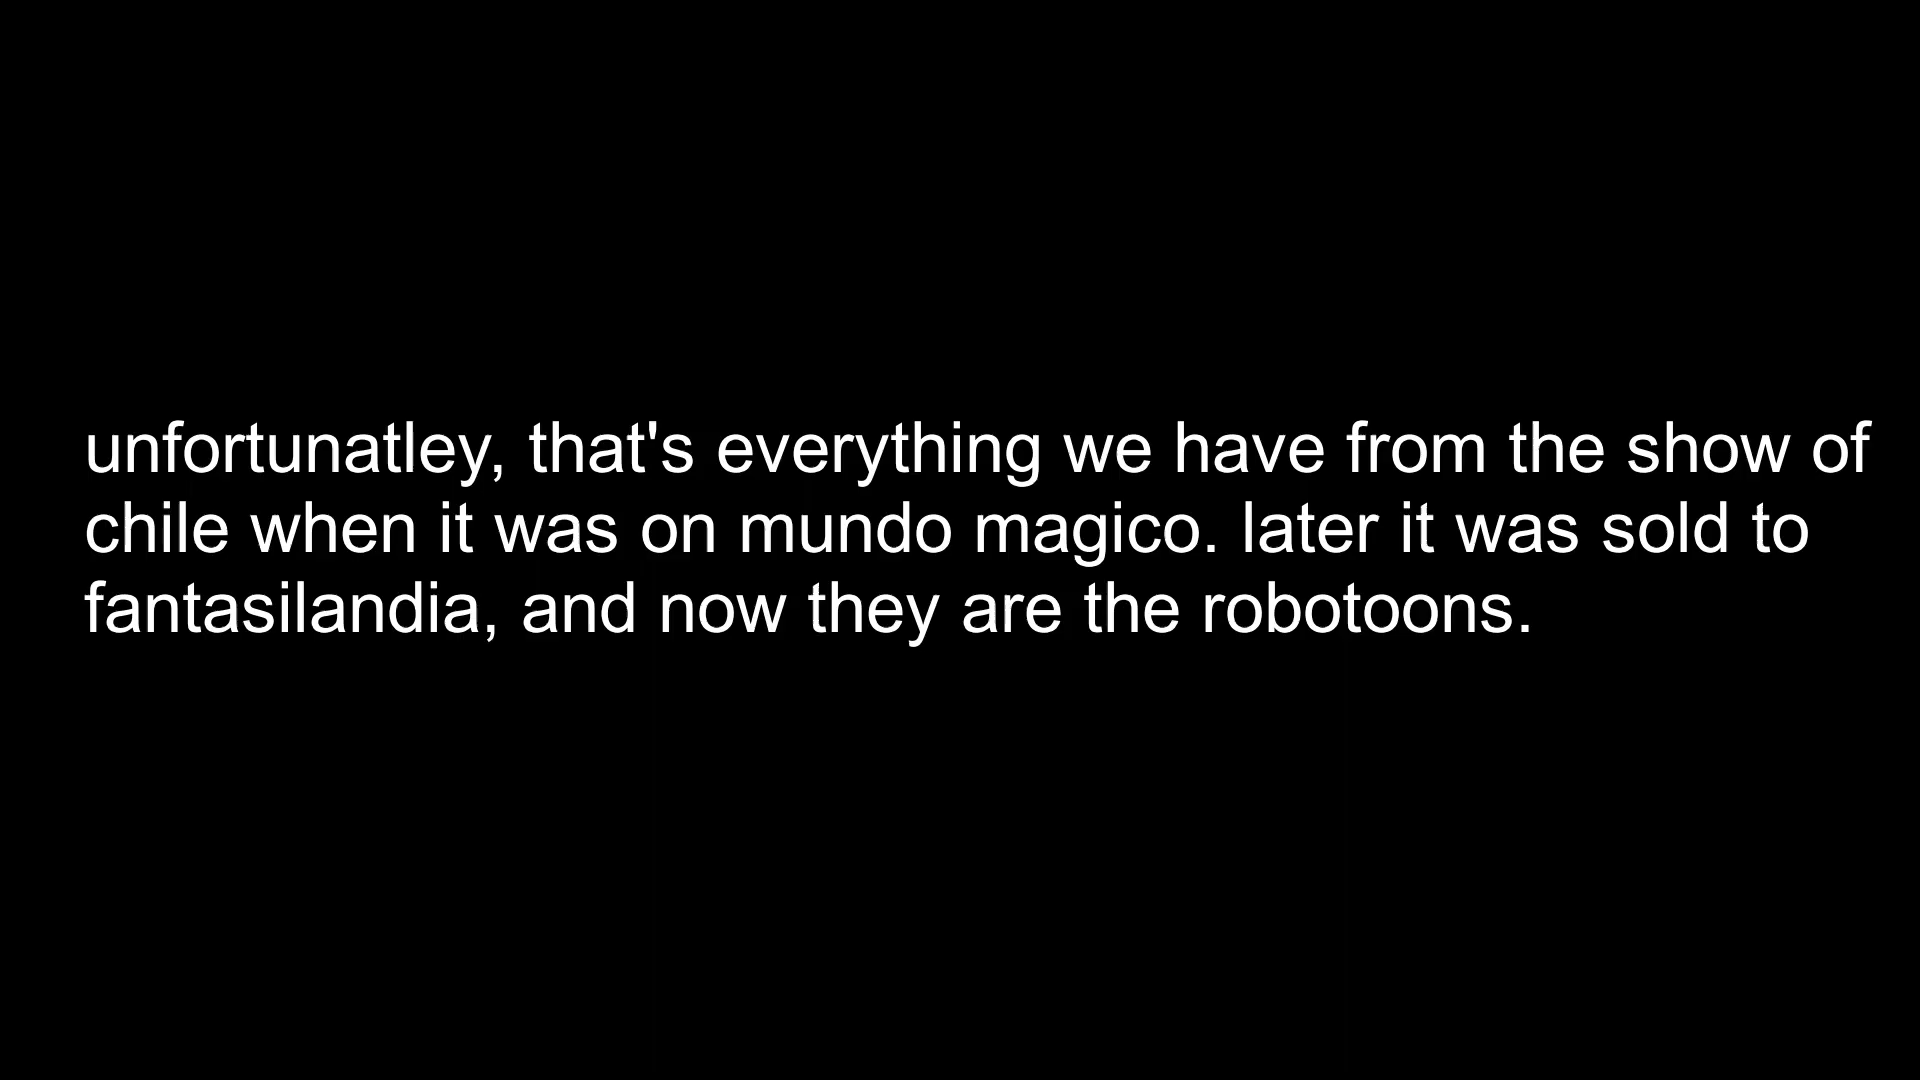 unfortunatley, that's everything we have from the show of
chile when it was on mundo magico. later it was sold to
fantasilandia, and now they are the robotoons.